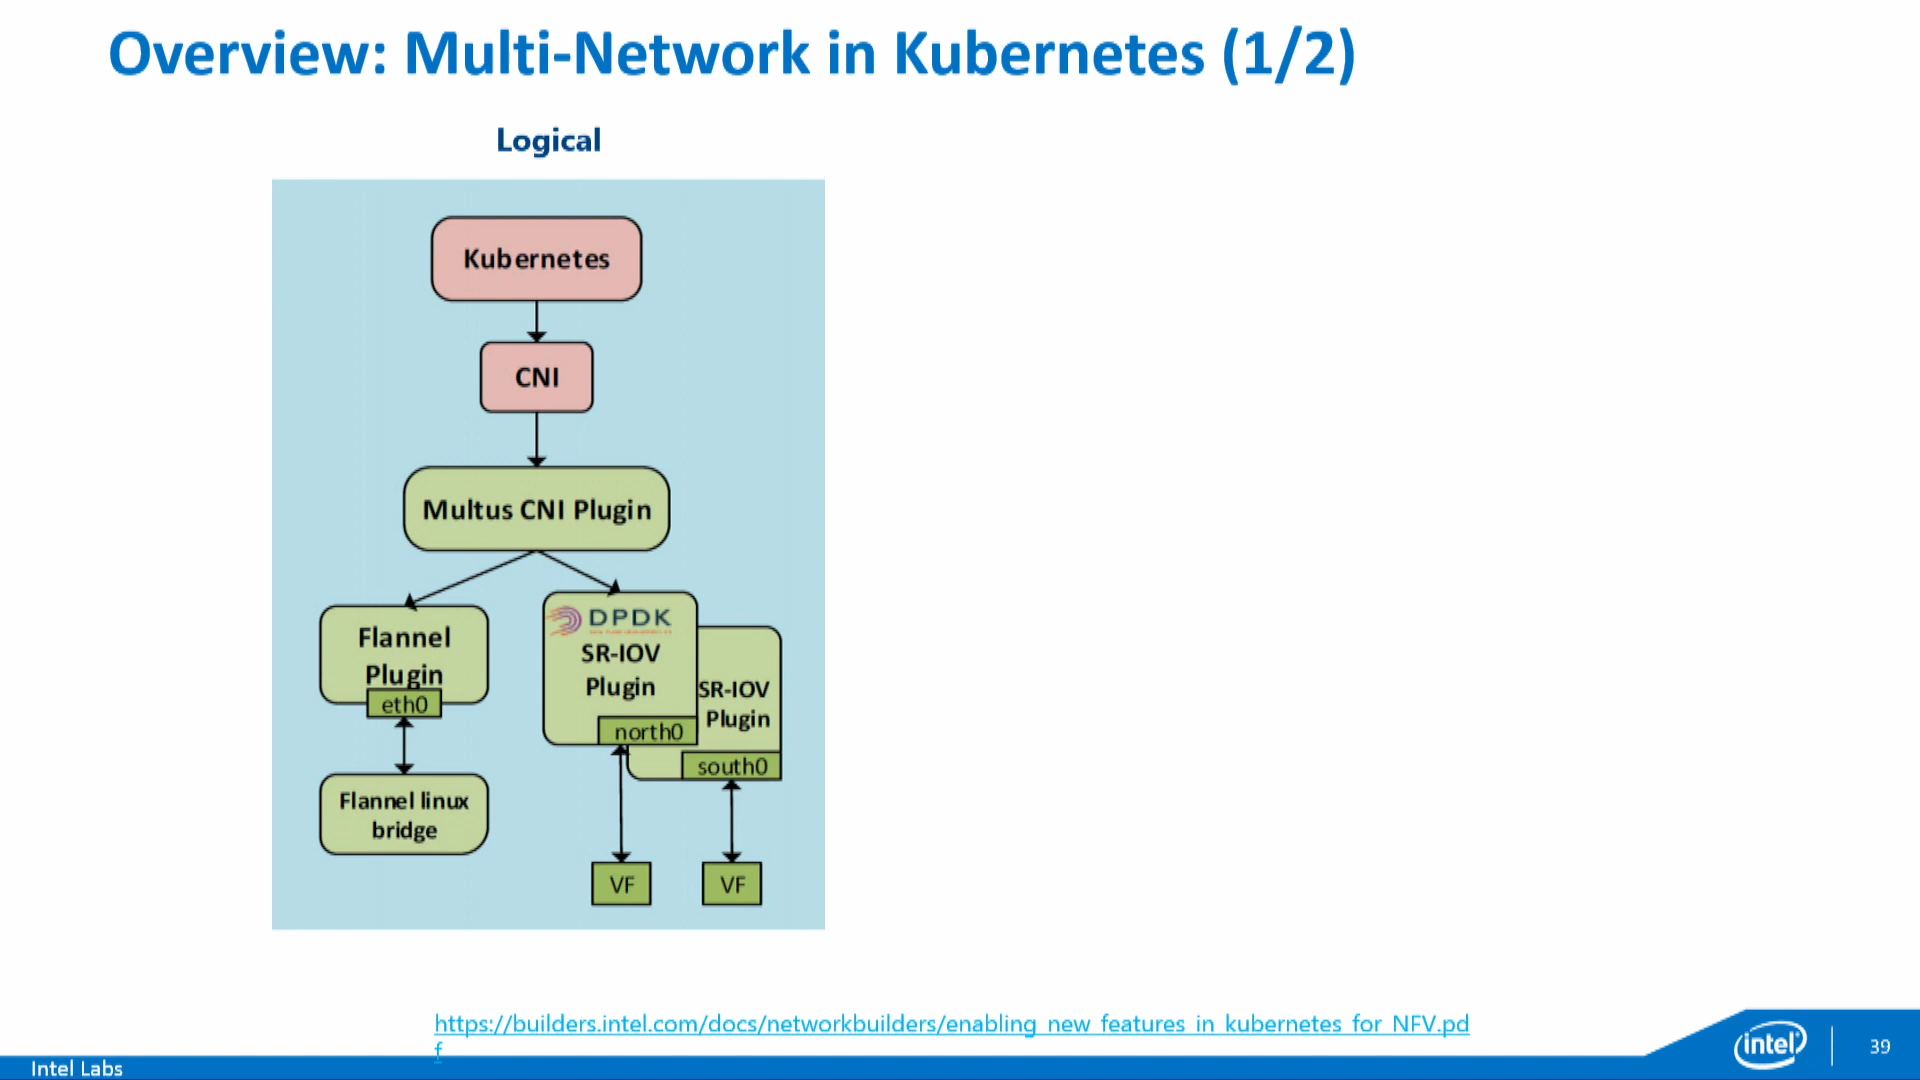 Overview: Multi-Network in Kubernetes (1/2)
Logical
Kubernetes
CNI
Multus CNI Plugin
Flannel
Plugin
eth0
Flannel linux
bridge
DPDK
SR-IOV
Plugin
north0
SR-IOV
Plugin
south0
VF
VF
https://builders.intel.com/docs/networkbuilders/enabling_new_features_in_kubernetes_for_NFV.pd
f
Intel Labs
intel
39